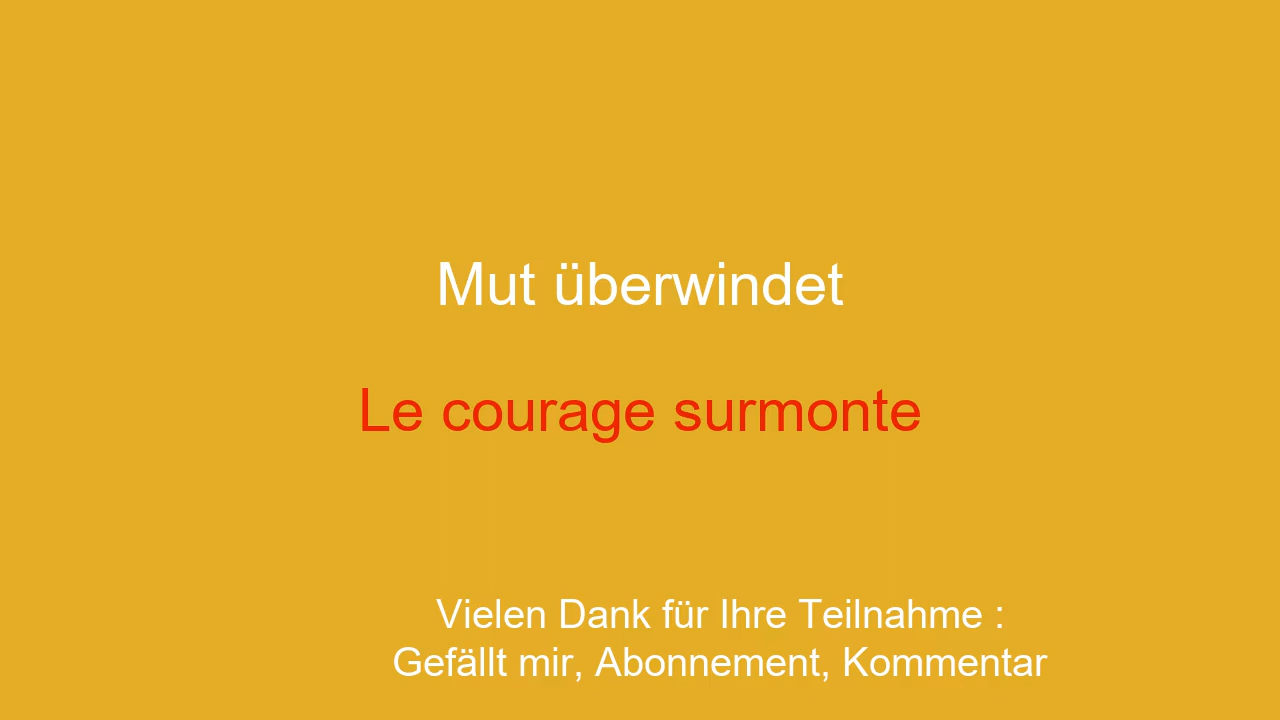 Mut überwindet
Le courage surmonte
Vielen Dank für Ihre Teilnahme :
Gefällt mir, Abonnement, Kommentar